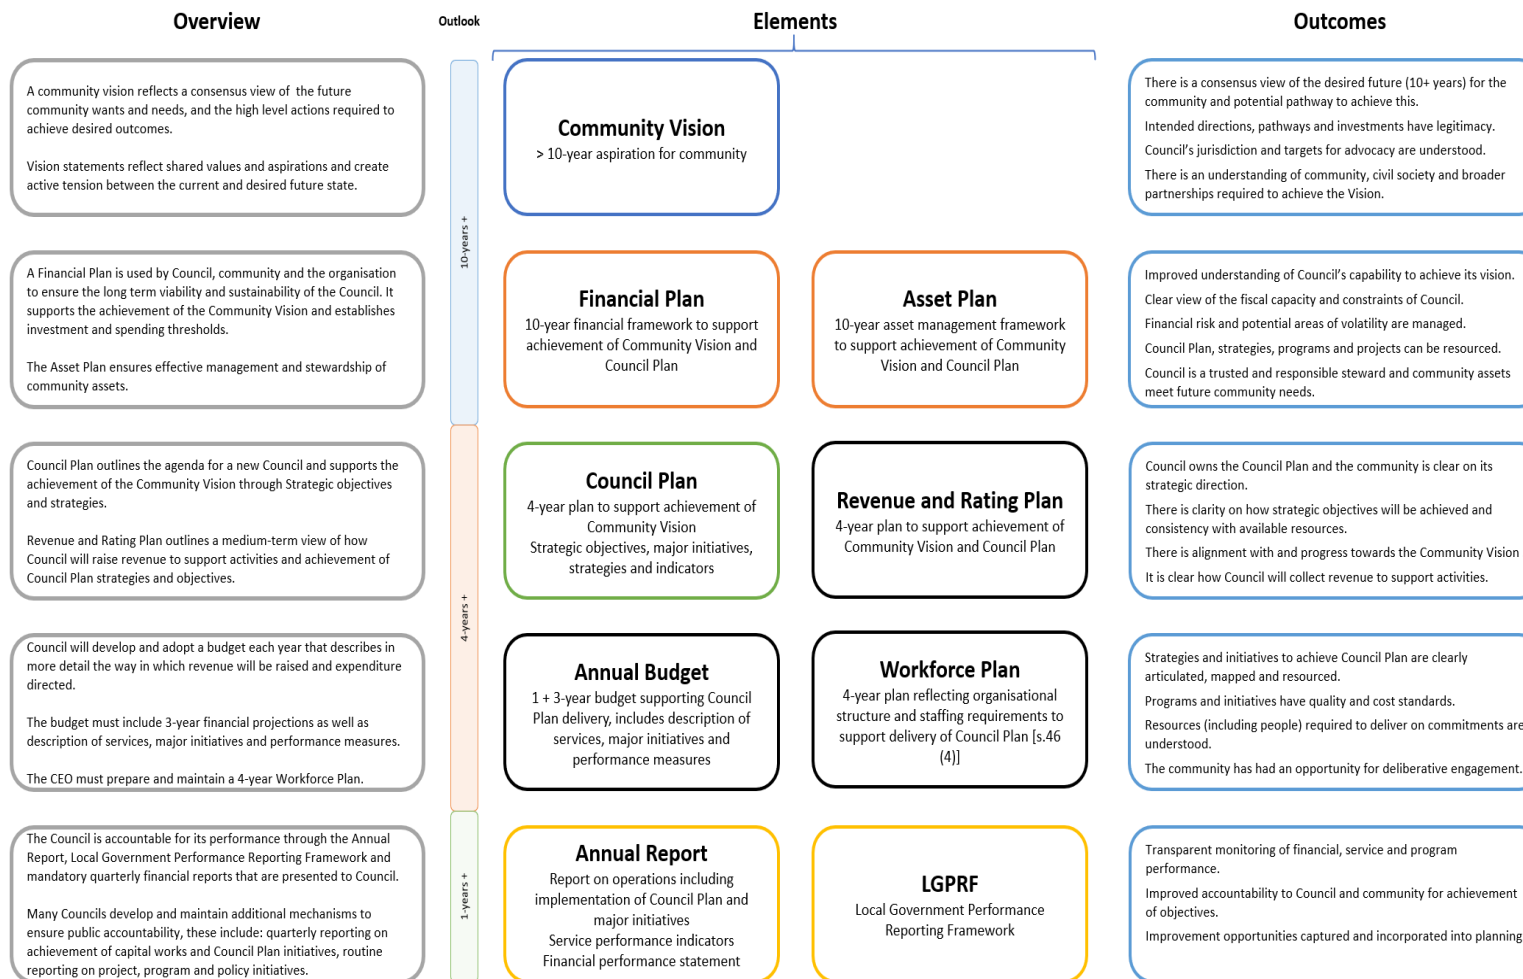 Overview
Outlook
Elements
Outcomes
A community vision reflects a consensus view of the future
community wants and needs, and the high level actions required to
achieve desired outcomes.
Vision statements reflect shared values and aspirations and create
active tension between the current and desired future state.
10-years +
Community Vision
> 10-year aspiration for community
There is a consensus view of the desired future (10+ years) for the
community and potential pathway to achieve this.
Intended directions, pathways and investments have legitimacy.
Council's jurisdiction and targets for advocacy are understood.
There is an understanding of community, civil society and broader
partnerships required to achieve the Vision.
A Financial Plan is used by Council, community and the organisation
to ensure the long term viability and sustainability of the Council. It
supports the achievement of the Community Vision and establishes
investment and spending thresholds.
The Asset Plan ensures effective management and stewardship of
community assets.
Financial Plan
10-year financial framework to support
achievement of Community Vision and
Council Plan
Asset Plan
10-year asset management framework
to support achievement of Community
Vision and Council Plan
Improved understanding of Council's capability to achieve its vision.
Clear view of the fiscal capacity and constraints of Council.
Financial risk and potential areas of volatility are managed.
Council Plan, strategies, programs and projects can be resourced.
Council is a trusted and responsible steward and community assets
meet future community needs.
Council Plan outlines the agenda for a new Council and supports the
achievement of the Community Vision through Strategic objectives
and strategies.
Revenue and Rating Plan outlines a medium-term view of how
Council will raise revenue to support activities and achievement of
Council Plan strategies and objectives.
4-years +
Council Plan
4-year plan to support achievement of
Community Vision
Strategic objectives, major initiatives,
strategies and indicators
Revenue and Rating Plan
4-year plan to support achievement of
Community Vision and Council Plan
Council owns the Council Plan and the community is clear on its
strategic direction.
There is clarity on how strategic objectives will be achieved and
consistency with available resources.
There is alignment with and progress towards the Community Vision
It is clear how Council will collect revenue to support activities.
Council will develop and adopt a budget each year that describes in
more detail the way in which revenue will be raised and expenditure
directed.
The budget must include 3-year financial projections as well as
description of services, major initiatives and performance measures.
The CEO must prepare and maintain a 4-year Workforce Plan.
Annual Budget
1 + 3-year budget supporting Council
Plan delivery, includes description of
services, major initiatives and
performance measures
Workforce Plan
4-year plan reflecting organisational
structure and staffing requirements to
support delivery of Council Plan [s.46
(4)]
Strategies and initiatives to achieve Council Plan are clearly
articulated, mapped and resourced.
Programs and initiatives have quality and cost standards.
Resources (including people) required to deliver on commitments are
understood.
The community has had an opportunity for deliberative engagement.
The Council is accountable for its performance through the Annual
Report, Local Government Performance Reporting Framework and
mandatory quarterly financial reports that are presented to Council.
Many Councils develop and maintain additional mechanisms to
ensure public accountability, these include: quarterly reporting on
achievement of capital works and Council Plan initiatives, routine
reporting on project, program and policy initiatives.
1-years +
Annual Report
Report on operations including
implementation of Council Plan and
major initiatives
Service performance indicators
Financial performance statement
LGPRF
Local Government Performance
Reporting Framework
Transparent monitoring of financial, service and program
performance.
Improved accountability to Council and community for achievement
of objectives.
Improvement opportunities captured and incorporated into planning